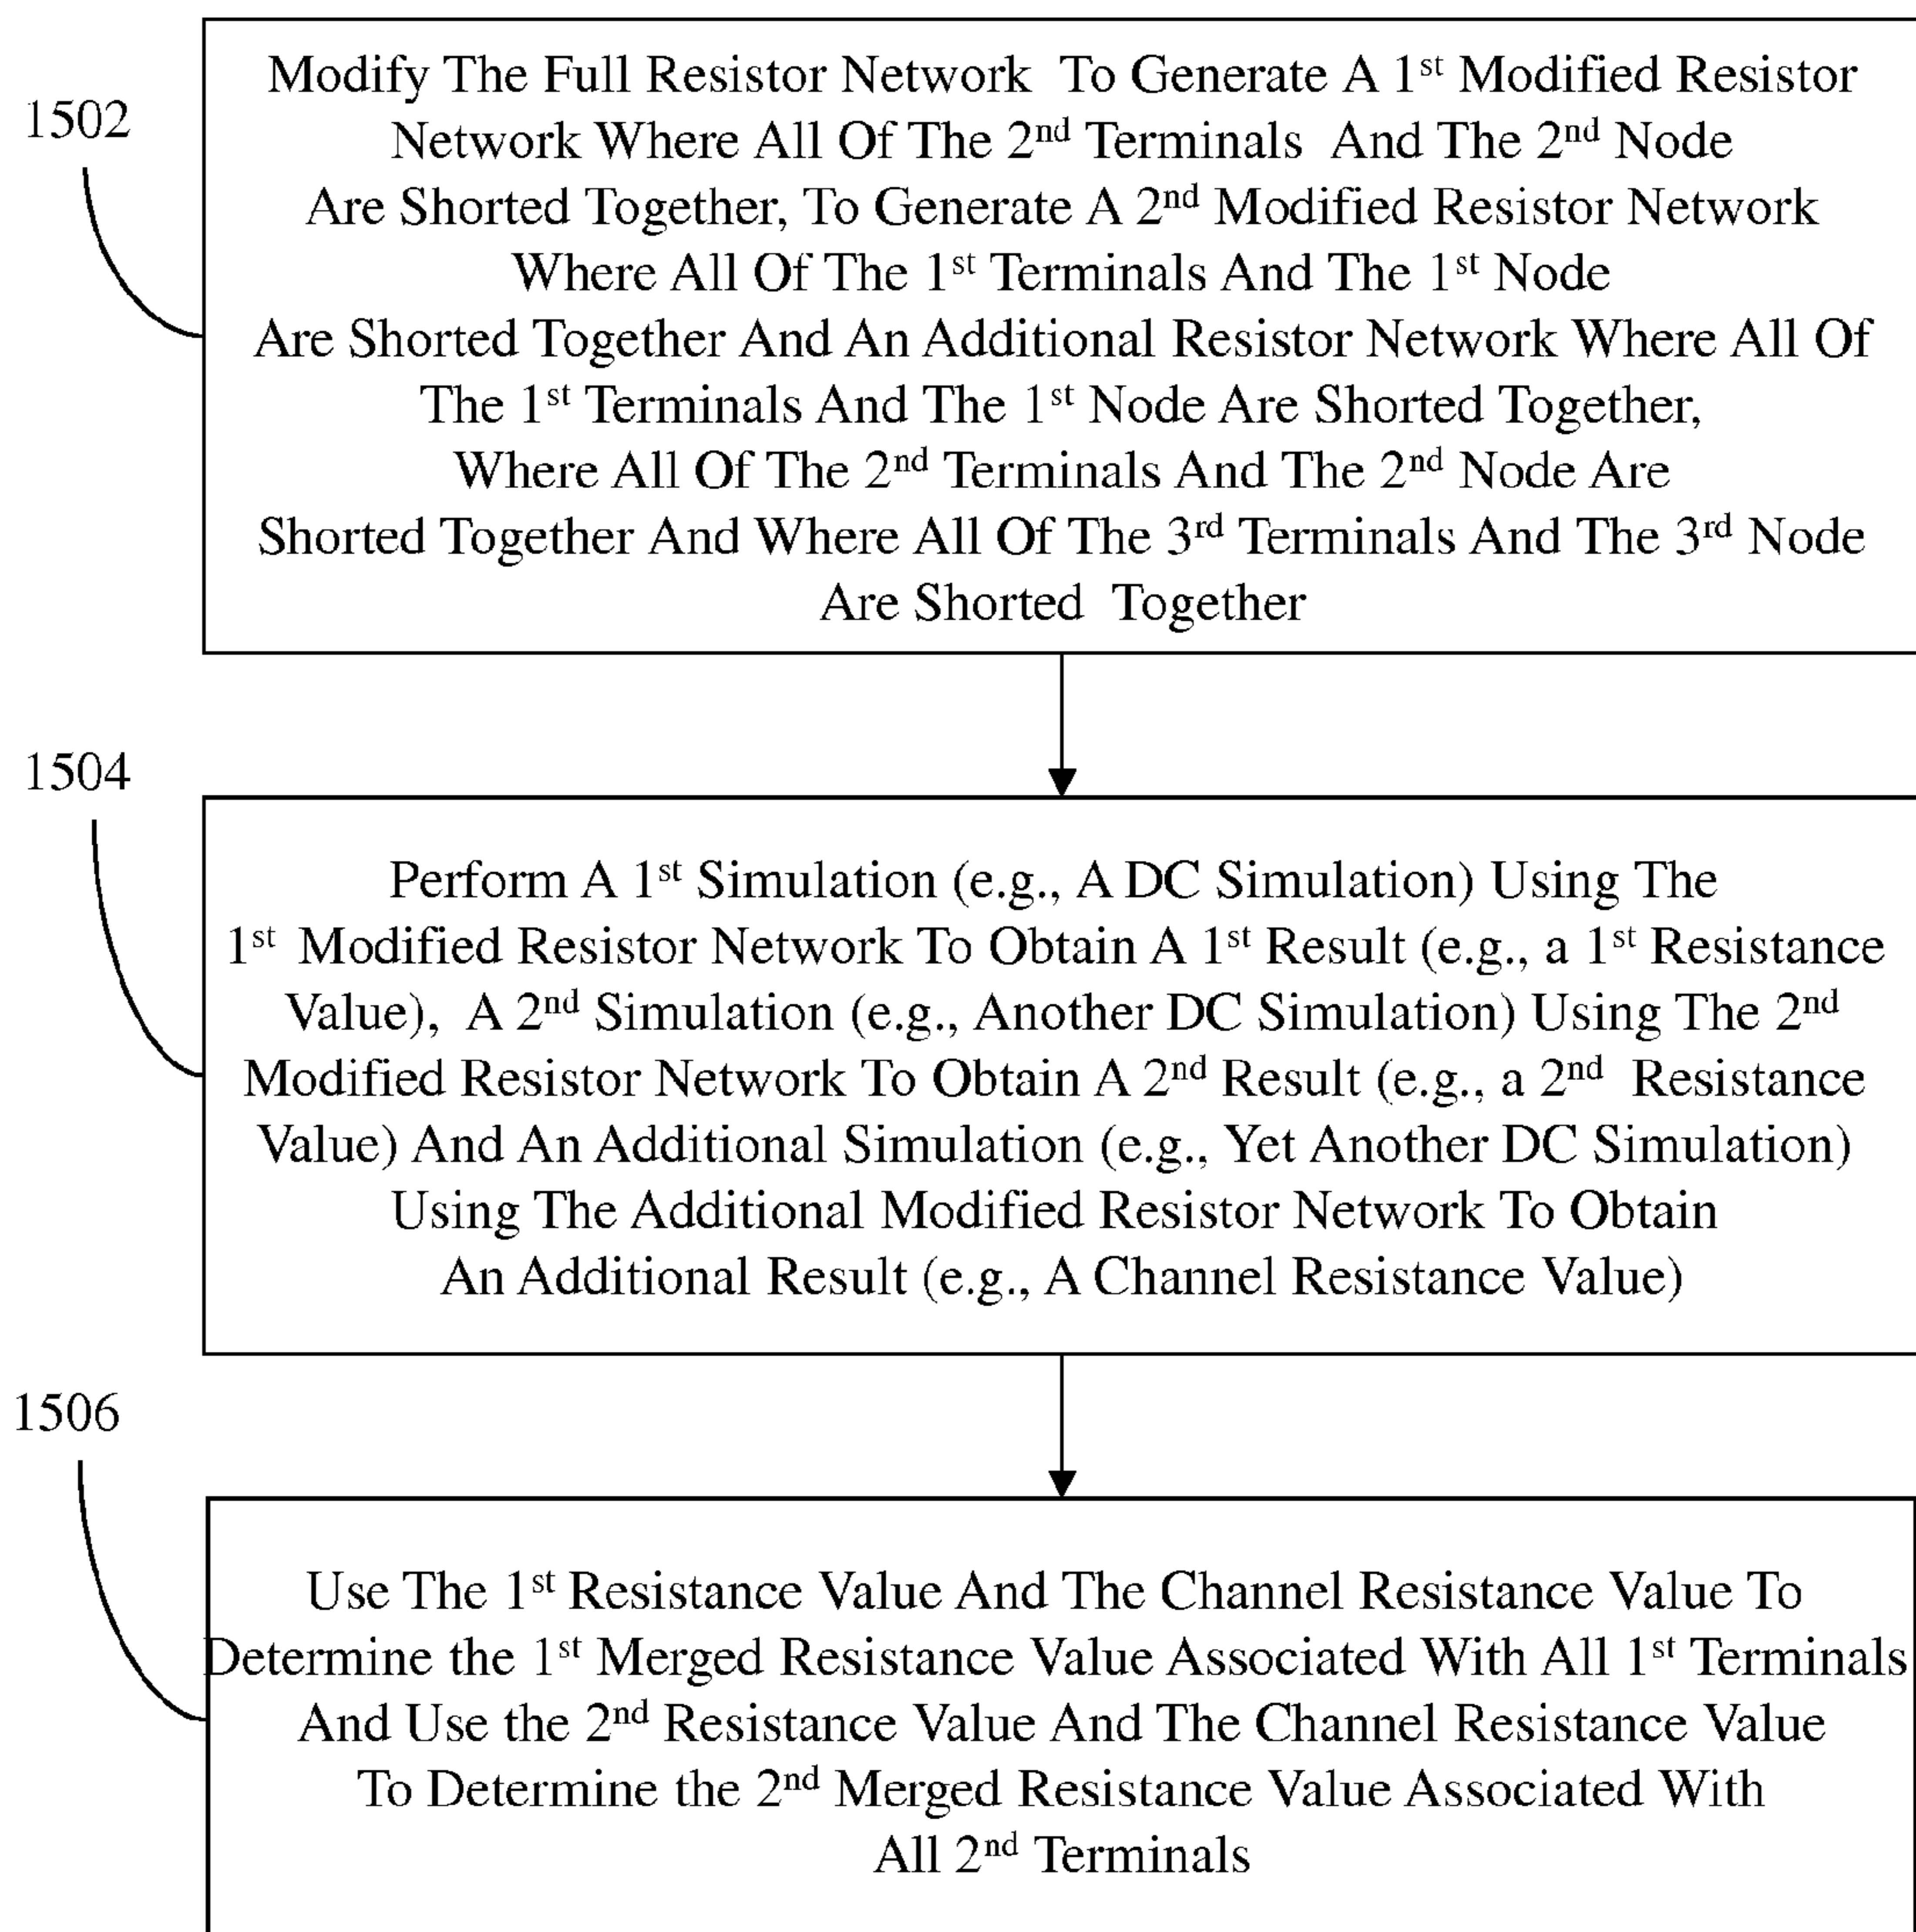 1502
Modify The Full Resistor Network To Generate A 1st Modified Resistor
Network Where All Of The 2nd Terminals And The 2nd Node
Are Shorted Together, To Generate A 2nd Modified Resistor Network
Where All Of The 1st Terminals And The 1st Node
Are Shorted Together And An Additional Resistor Network Where All Of
The 1st Terminals And The 1st Node Are Shorted Together,
Where All Of The 2nd Terminals And The 2nd Node Are
Shorted Together And Where All Of The 3rd Terminals And The 3rd Node
Are Shorted Together
1504
Perform A 1st Simulation (e.g., A DC Simulation) Using The
1st Modified Resistor Network To Obtain A 1st Result (e.g., a 1st Resistance
Value), A 2nd Simulation (e.g., Another DC Simulation) Using The 2nd
Modified Resistor Network To Obtain A 2nd Result (e.g., a 2nd Resistance
Value) And An Additional Simulation (e.g., Yet Another DC Simulation)
Using The Additional Modified Resistor Network To Obtain
An Additional Result (e.g., A Channel Resistance Value)
1506
Use The 1st Resistance Value And The Channel Resistance Value To
Determine the 1st Merged Resistance Value Associated With All 1st Terminals
And Use the 2nd Resistance Value And The Channel Resistance Value
To Determine the 2nd Merged Resistance Value Associated With
All 2nd Terminals